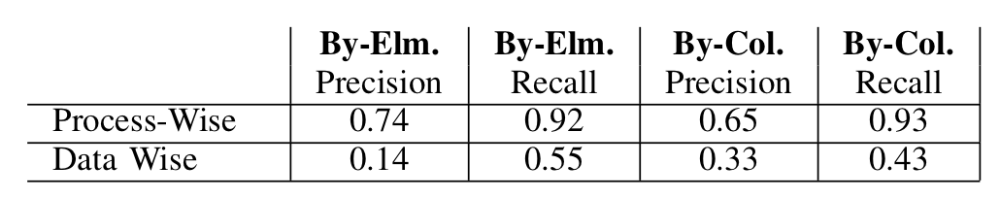 By-Elm. By-Elm. By-Col. By-Col.
Precision Recall Precision Recall
Process-Wise 0.74 0.92 0.65 0.93
Data Wise 0.14 0.55 0.33 0.43